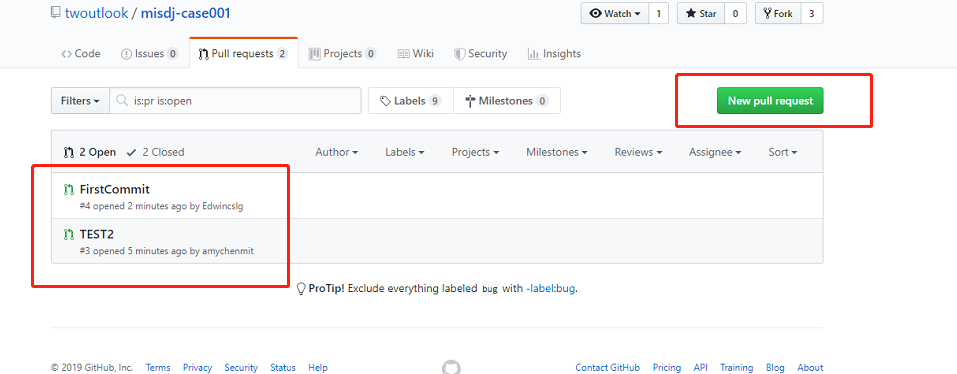 twoutlook / misdj-case001
Watch 1 Star 0 Fork 3
Code Issues 0 Pull requests 2 Projects 0 Wiki Security Insights
Filters is:pr is:open Labels 9 Milestones 0 New pull request
2 Open 2 Closed Author Labels Projects Milestones Reviews Assignee Sort
FirstCommit
#4 opened 2 minutes ago by Edwincslg
TEST2
#3 opened 5 minutes ago by amychenmit
ProTip! Exclude everything labeled bug with -label:bug.
© 2019 GitHub, Inc. Terms Privacy Security Status Help Contact GitHub Pricing API Training Blog About